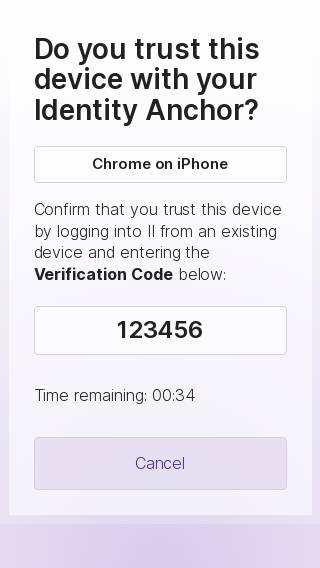 Do you trust this
device with your
Identity Anchor?
Chrome on iPhone
Confirm that you trust this device
by logging into II from an existing
device and entering the
Verification Code below:
123456
Time remaining: 00:34
Cancel